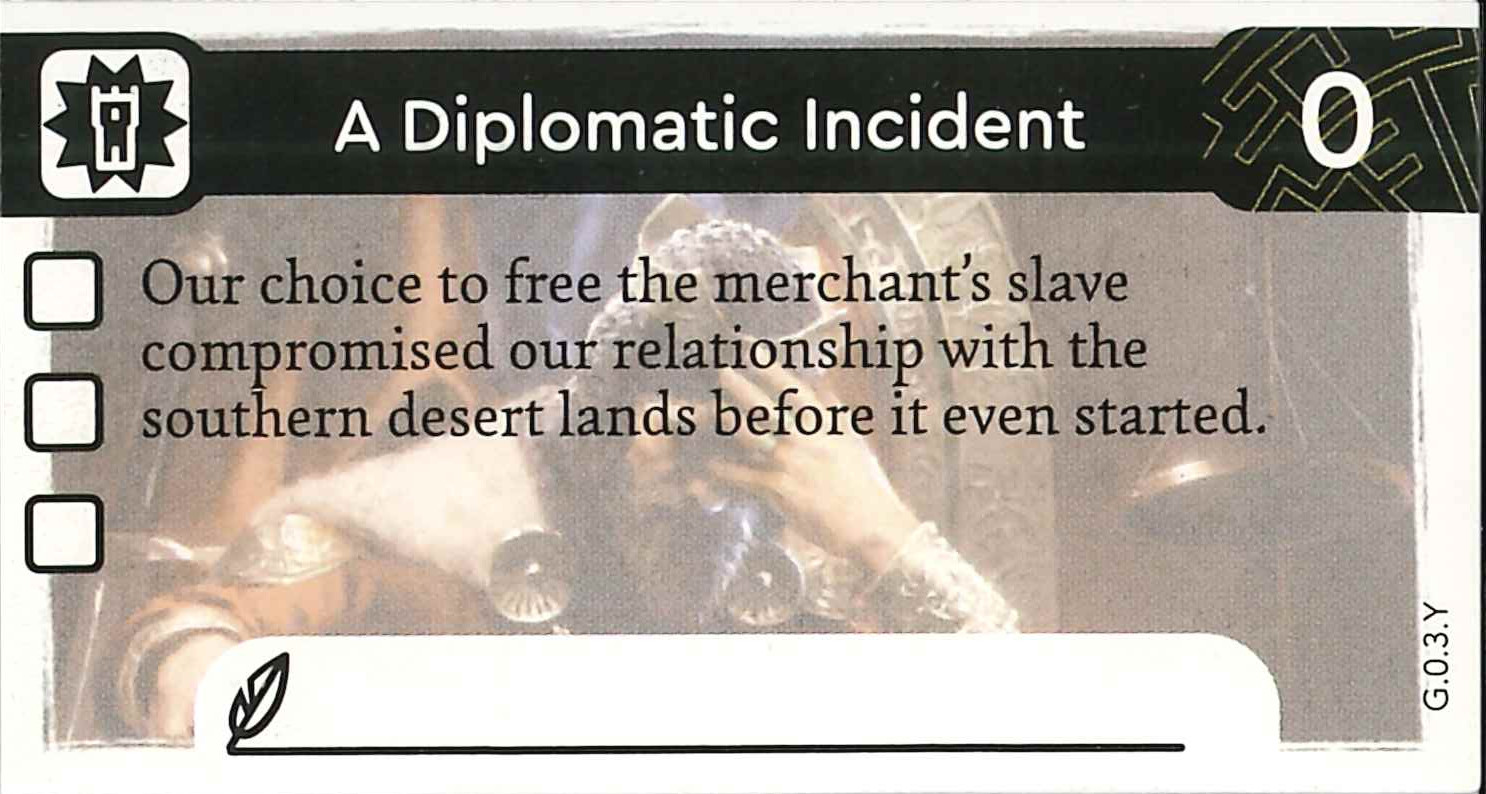 A Diplomatic Incident
0
Our choice to free the merchant's slave
compromised our relationship with the
southern desert lands before it even started.
G.0.3.Y